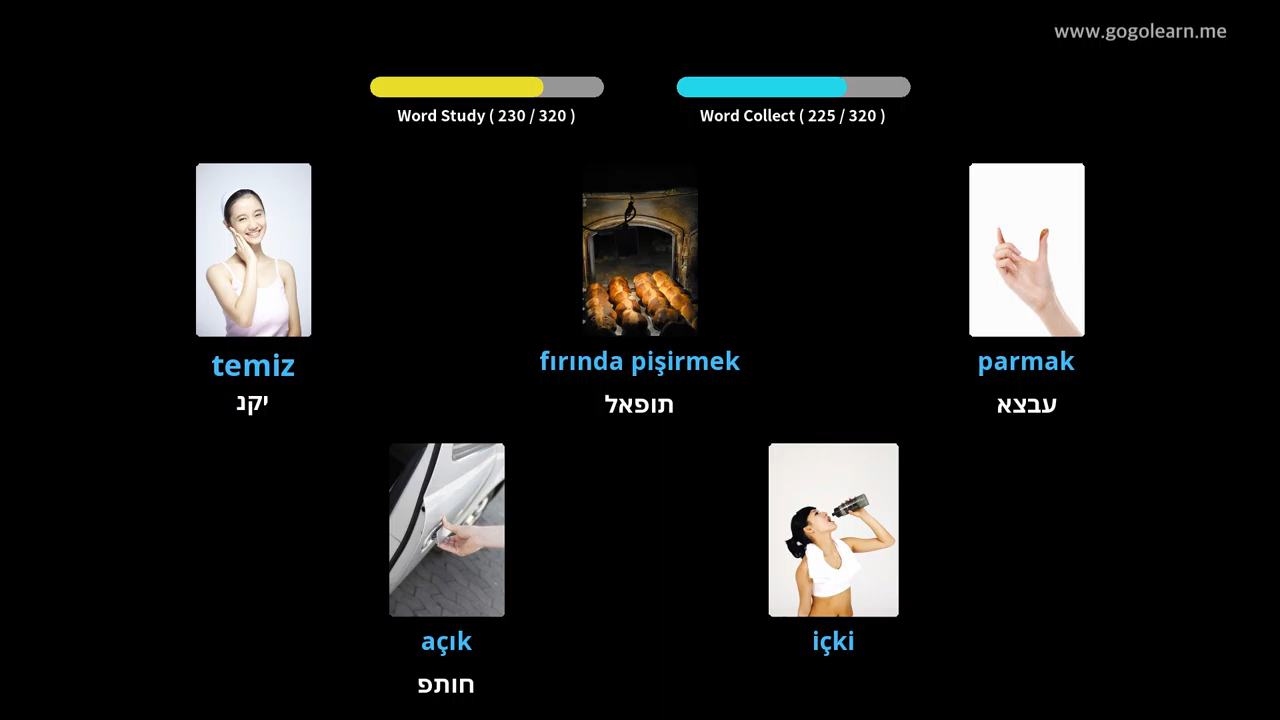 www.gogolearn.me
Word Study ( 230 / 320 )
Word Collect ( 225 / 320 )
temiz
יקנ
fırında pişirmek
תופאל
parmak
עבצא
açık
חותפ
içki